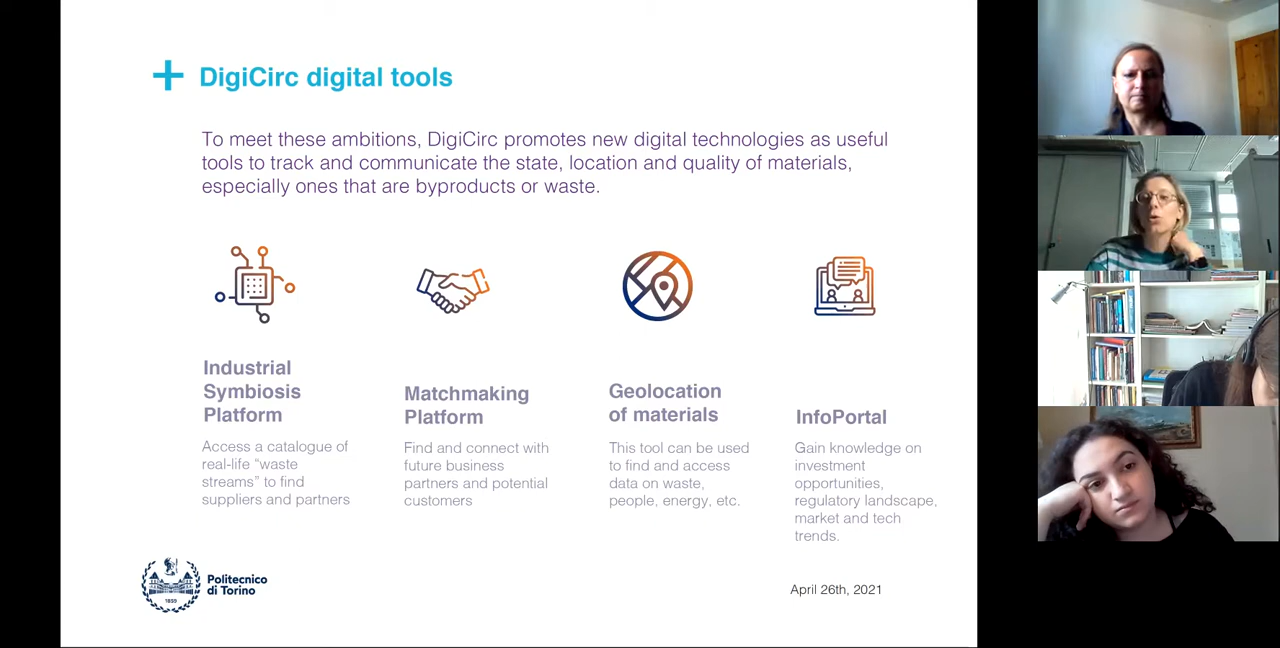 DigiCirc digital tools
To meet these ambitions, DigiCirc promotes new digital technologies as useful
tools to track and communicate the state, location and quality of materials,
especially ones that are byproducts or waste.
Industrial
Symbiosis
Platform
Access a catalogue of
real-life “waste
streams” to find
suppliers and partners
Matchmaking
Platform
Find and connect with
future business
partners and potential
customers
Geolocation
of materials
This tool can be used
to find and access
data on waste,
people, energy, etc.
InfoPortal
Gain knowledge on
investment
opportunities,
regulatory landscape,
market and tech
trends.
Politecnico
di Torino
1859
April 26th, 2021